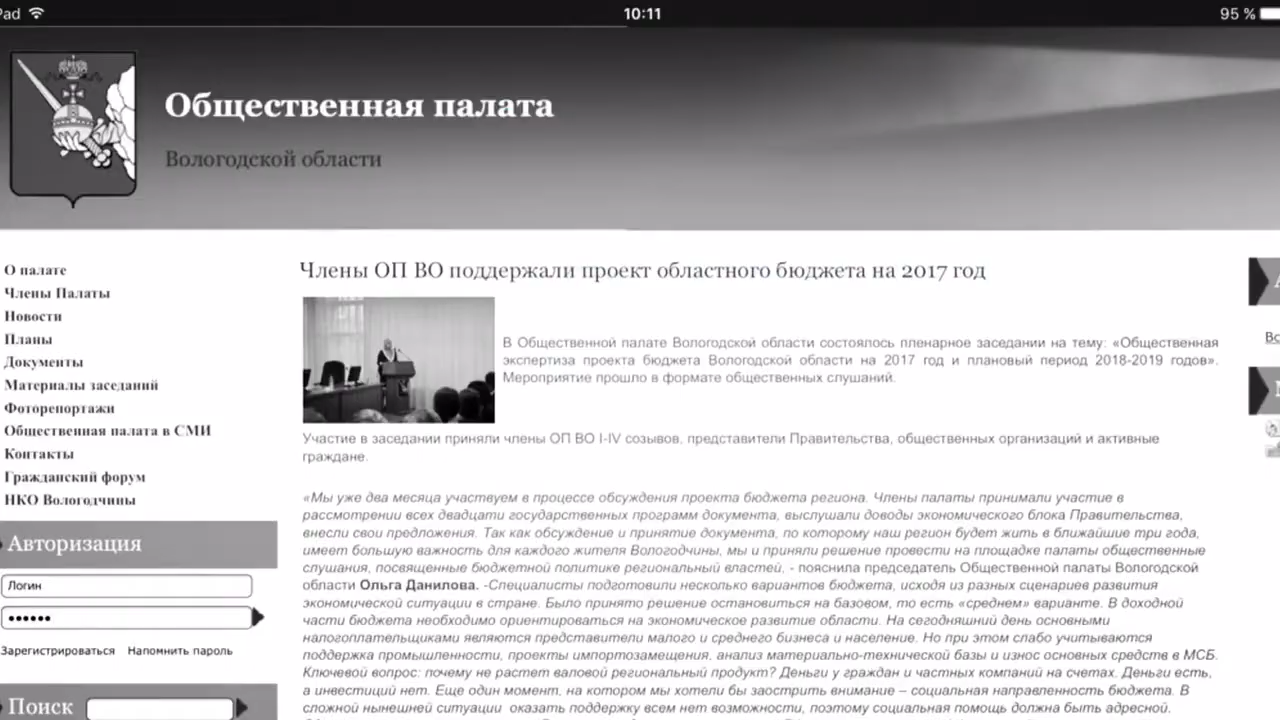 Pad
10:11
95 %
Общественная палата
Вологодской области
О палате
Члены Палаты
Новости
Планы
Документы
Материалы заседаний
Фоторепортажи
Общественная палата в СМИ
Контакты
Гражданский форум
НКО Вологодчины
Авторизация
Логин
••••••
Зарегистрироваться Напомнить пароль
Поиск
Члены ОП ВО поддержали проект областного бюджета на 2017 год
В Общественной палате Вологодской области состоялось пленарное заседание на тему: «Общественная
экспертиза проекта бюджета Вологодской области на 2017 год и плановый период 2018-2019 годов».
Мероприятие прошло в формате общественных слушаний.
Участие в заседании приняли члены ОП ВО I-IV созывов, представители Правительства, общественных организаций и активные
граждане.
«Мы уже два месяца участвуем в процессе обсуждения проекта бюджета региона. Члены палаты принимали участие в
рассмотрении всех двадцати государственных программ документа, выслушали доводы экономического блока Правительства,
внесли свои предложения. Так как обсуждение и принятие документа, по которому наш регион будет жить в ближайшие три года,
имеет большую важность для каждого жителя Вологодчины, мы и приняли решение провести на площадке палаты общественные
слушания, посвященные бюджетной политике региональный властей, - пояснила председатель Общественной палаты Вологодской
области Ольга Данилова. -Специалисты подготовили несколько вариантов бюджета, исходя из разных сценариев развития
экономической ситуации в стране. Было принято решение остановиться на базовом, то есть «среднем» варианте. В доходной
части бюджета необходимо ориентироваться на экономическое развитие области. На сегодняшний день основными
налогоплательщиками являются представители малого и среднего бизнеса и население. Но при этом слабо учитываются
поддержка промышленности, проекты импортозамещения, анализ материально-технической базы и износ основных средств в МСБ.
Ключевой вопрос: почему не растет валовой региональный продукт? Деньги у граждан и частных компаний на счетах. Деньги есть,
а инвестиций нет. Еще один момент, на котором мы хотели бы заострить внимание – социальная направленность бюджета. В
сложной нынешней ситуации оказать поддержку всем нет возможности, поэтому социальная помощь должна быть адресной.
Вс